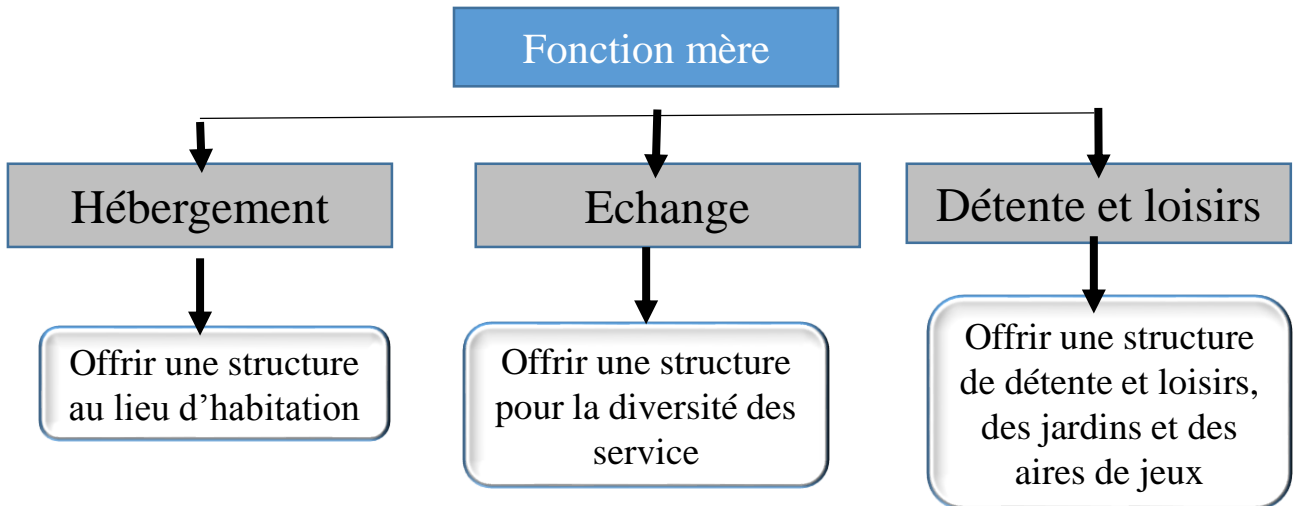 Fonction mère
Hébergement
Echange
Détente et loisirs
Offrir une structure
au lieu d’habitation
Offrir une structure
pour la diversité des
service
Offrir une structure
de détente et loisirs,
des jardins et des
aires de jeux